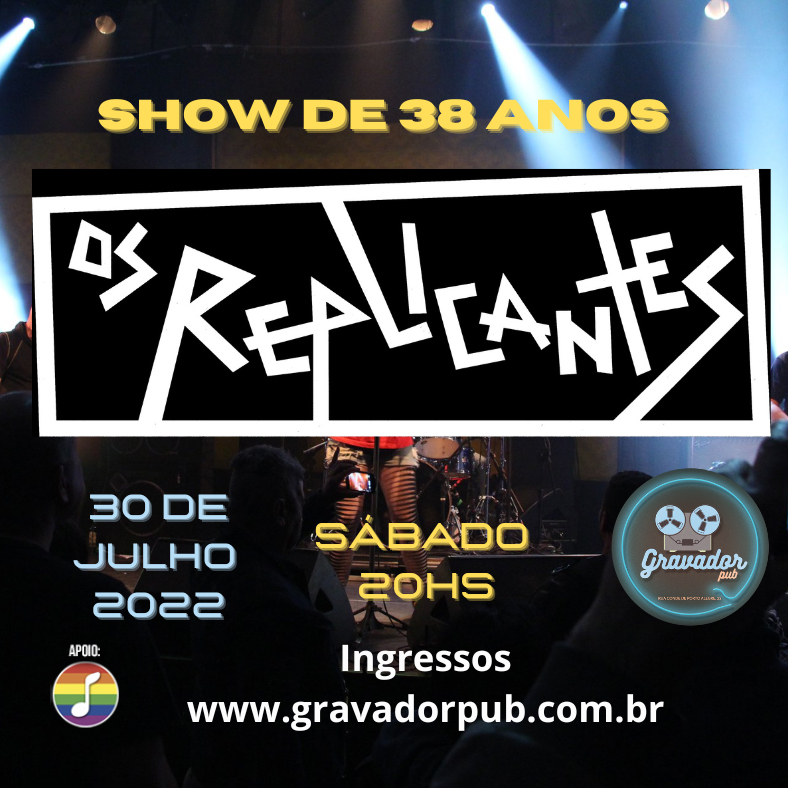 SHOW DE 38 ANOS
OS REPLICANTES
30 DE
JULHO
2022
SÁBADO
20HS
Gravador
pub
APOIO:
Ingressos
www.gravadorpub.com.br